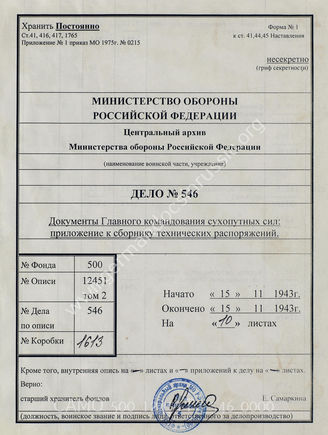 Хранить Постоянно
Ст.41, 416, 417, 1765
Приложение № 1 приказ МО 1975г. № 0215
Форма № 1
к ст. 41,44,45 Наставления
несекретно
(гриф секретности)
МИНИСТЕРСТВО ОБОРОНЫ
РОССИЙСКОЙ ФЕДЕРАЦИИ
Центральный архив
Министерства обороны Российской Федерации
(наименование воинской части, учреждения)
ДЕЛО № 546
Документы Главного командования сухопутных сил:
приложение к сборнику технических распоряжений.
№ Фонда 500
№ Описи 12451
том 2
№ Дела 546
по описи
№ Коробки 1613
Начато « 15 » 11 1943г.
Окончено « 15 » 11 1943г.
На « 10 » листах
Кроме того, внутренняя опись на листах и приложений к делу на листах.
Верно:
старший хранитель фондов Е. Самаркина
(должность, воинское звание и подпись лица, ответственного за делопроизводство)